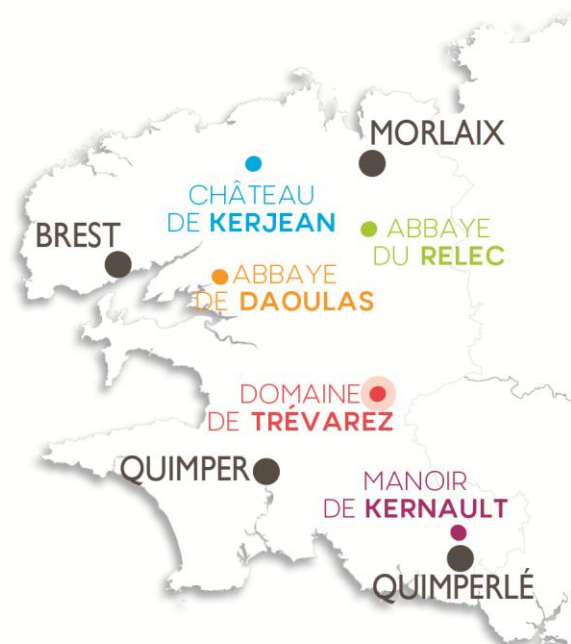 MORLAIX
CHÂTEAU
DE KERJEAN
BREST
ABBAYE
DU RELEC
ABBAYE
DE DAOULAS
DOMAINE
DE TRÉVAREZ
QUIMPER
MANOIR
DE KERNAULT
QUIMPERLÉ